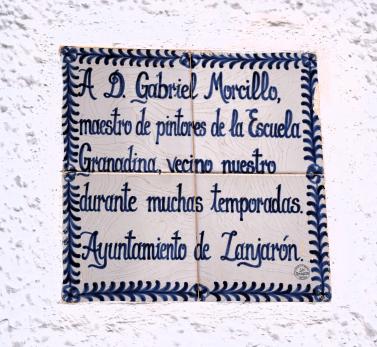 A D. Gabriel Morcillo,
maestro de pintores de la Escuela
Granadina, vecino nuestro
durante muchas temporadas.
Ayuntamiento de Lanjarón.